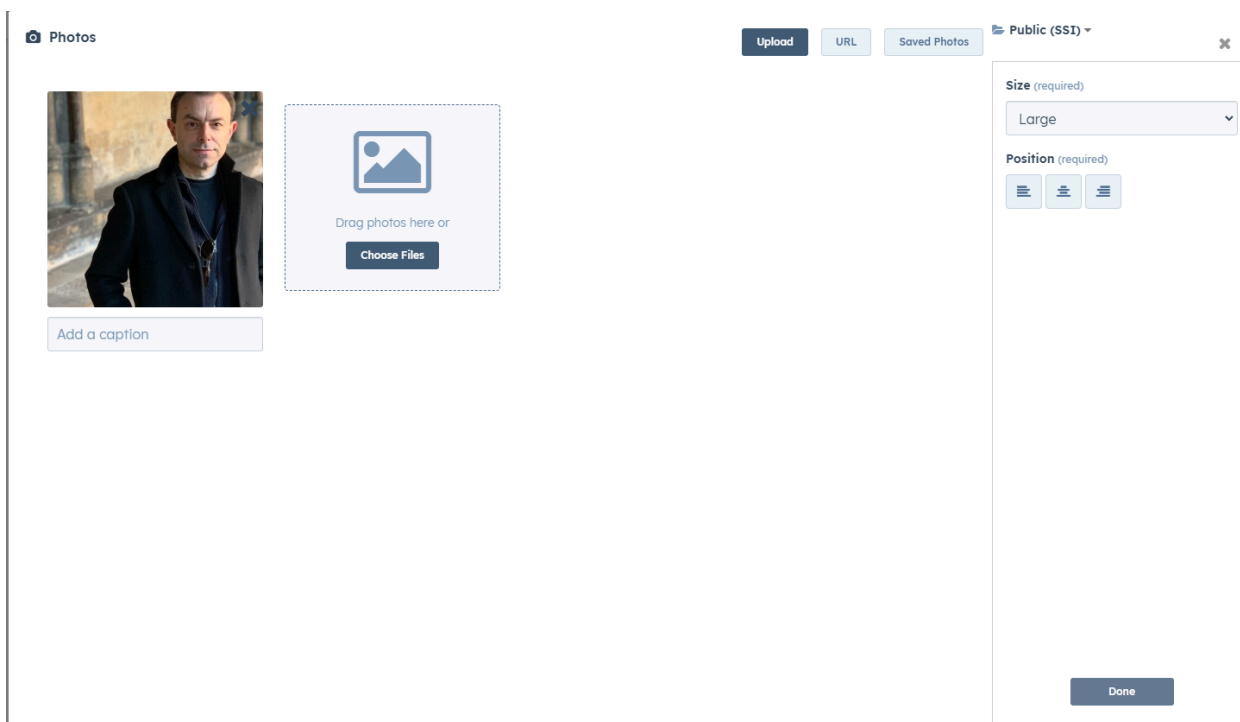 Photos
Upload
URL
Saved Photos
Public (SSI)
Size (required)
Large
Position (required)
Drag photos here or
Choose Files
Add a caption
Done